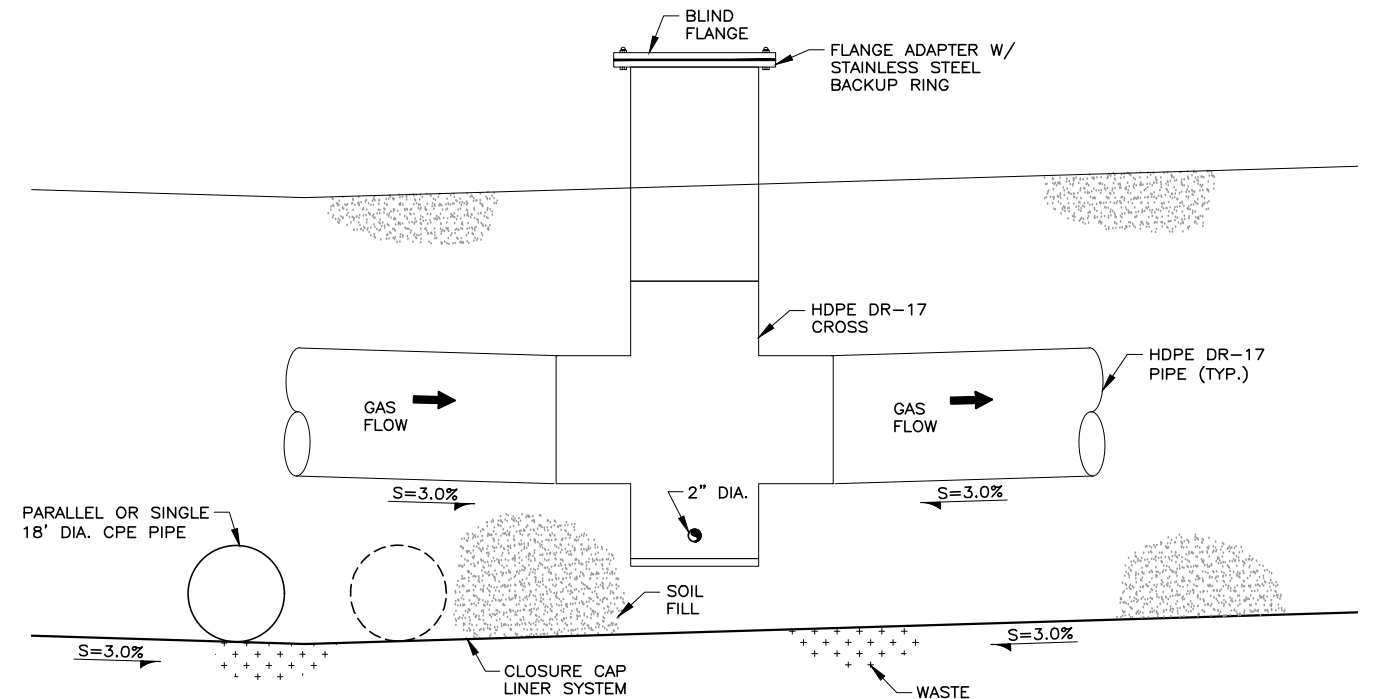 BLIND
FLANGE
FLANGE ADAPTER W/
STAINLESS STEEL
BACKUP RING
HDPE DR-17
CROSS
HDPE DR-17
PIPE (TYP.)
GAS
FLOW
GAS
FLOW
S=3.0%
2" DIA.
S=3.0%
PARALLEL OR SINGLE
18' DIA. CPE PIPE
SOIL
FILL
S=3.0%
S=3.0%
CLOSURE CAP
LINER SYSTEM
WASTE